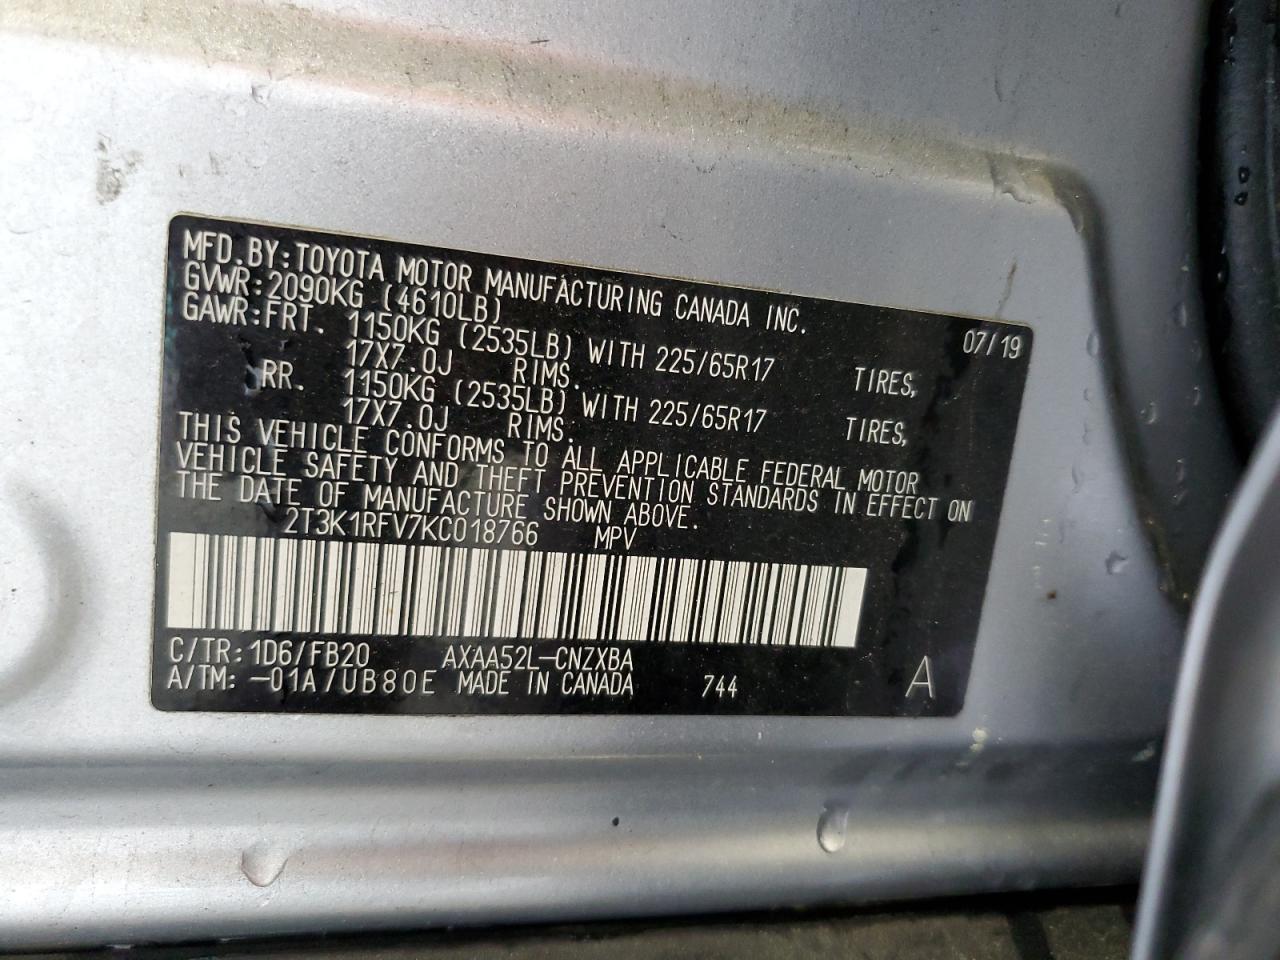 MFD.BY:TOYOTA MOTOR MANUFACTURING CANADA INC.
GVWR:2090KG (4610LB) 07/19
GAWR:FRT. 1150KG (2535LB) WITH 225/65R17 TIRES,
17X7.0J RIMS.
RR. 1150KG (2535LB) WITH 225/65R17 TIRES,
17X7.0J RIMS.
THIS VEHICLE CONFORMS TO ALL APPLICABLE FEDERAL MOTOR
VEHICLE SAFETY AND THEFT PREVENTION STANDARDS IN EFFECT ON
THE DATE OF MANUFACTURE SHOWN ABOVE.
2T3K1RFV7KC018766 MPV
C/TR:1D6/FB20 AXAA52L-CNZXBA
A/TM:-01A/UB80E MADE IN CANADA 744 A